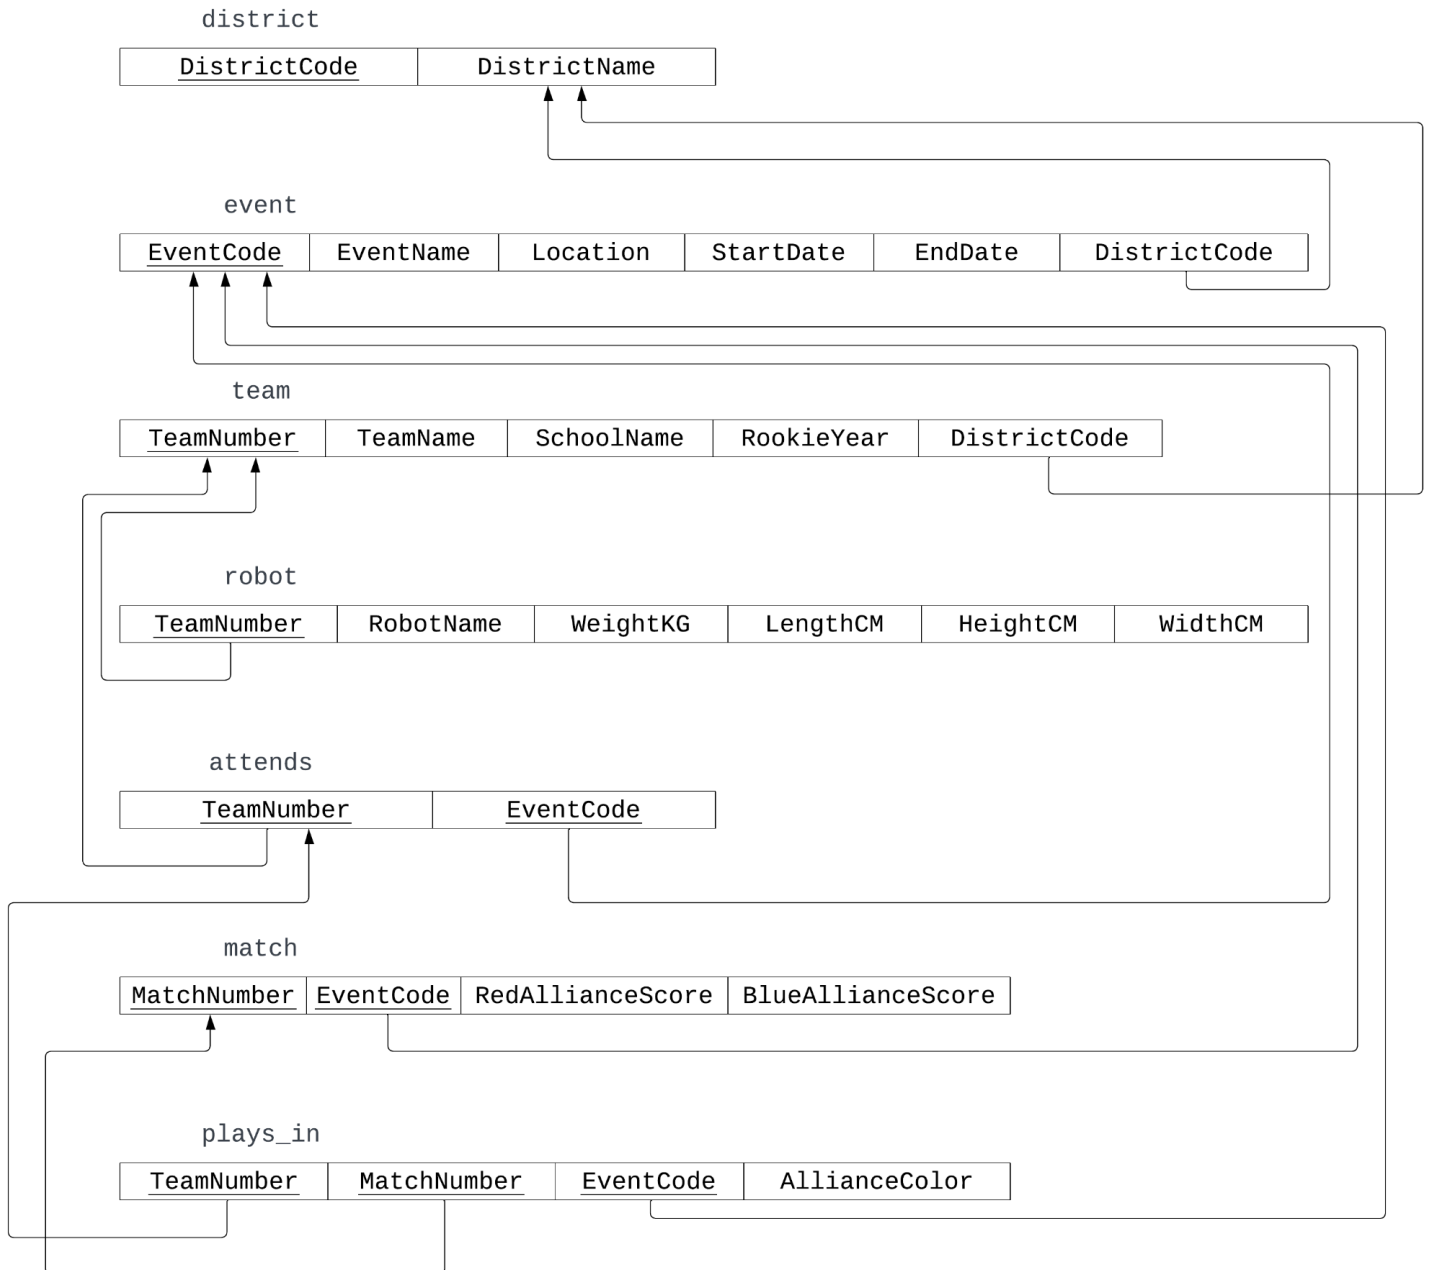 district
DistrictCode DistrictName
event
EventCode EventName Location StartDate EndDate DistrictCode
team
TeamNumber TeamName SchoolName RookieYear DistrictCode
robot
TeamNumber RobotName WeightKG LengthCM HeightCM WidthCM
attends
TeamNumber EventCode
match
MatchNumber EventCode RedAllianceScore BlueAllianceScore
plays_in
TeamNumber MatchNumber EventCode AllianceColor